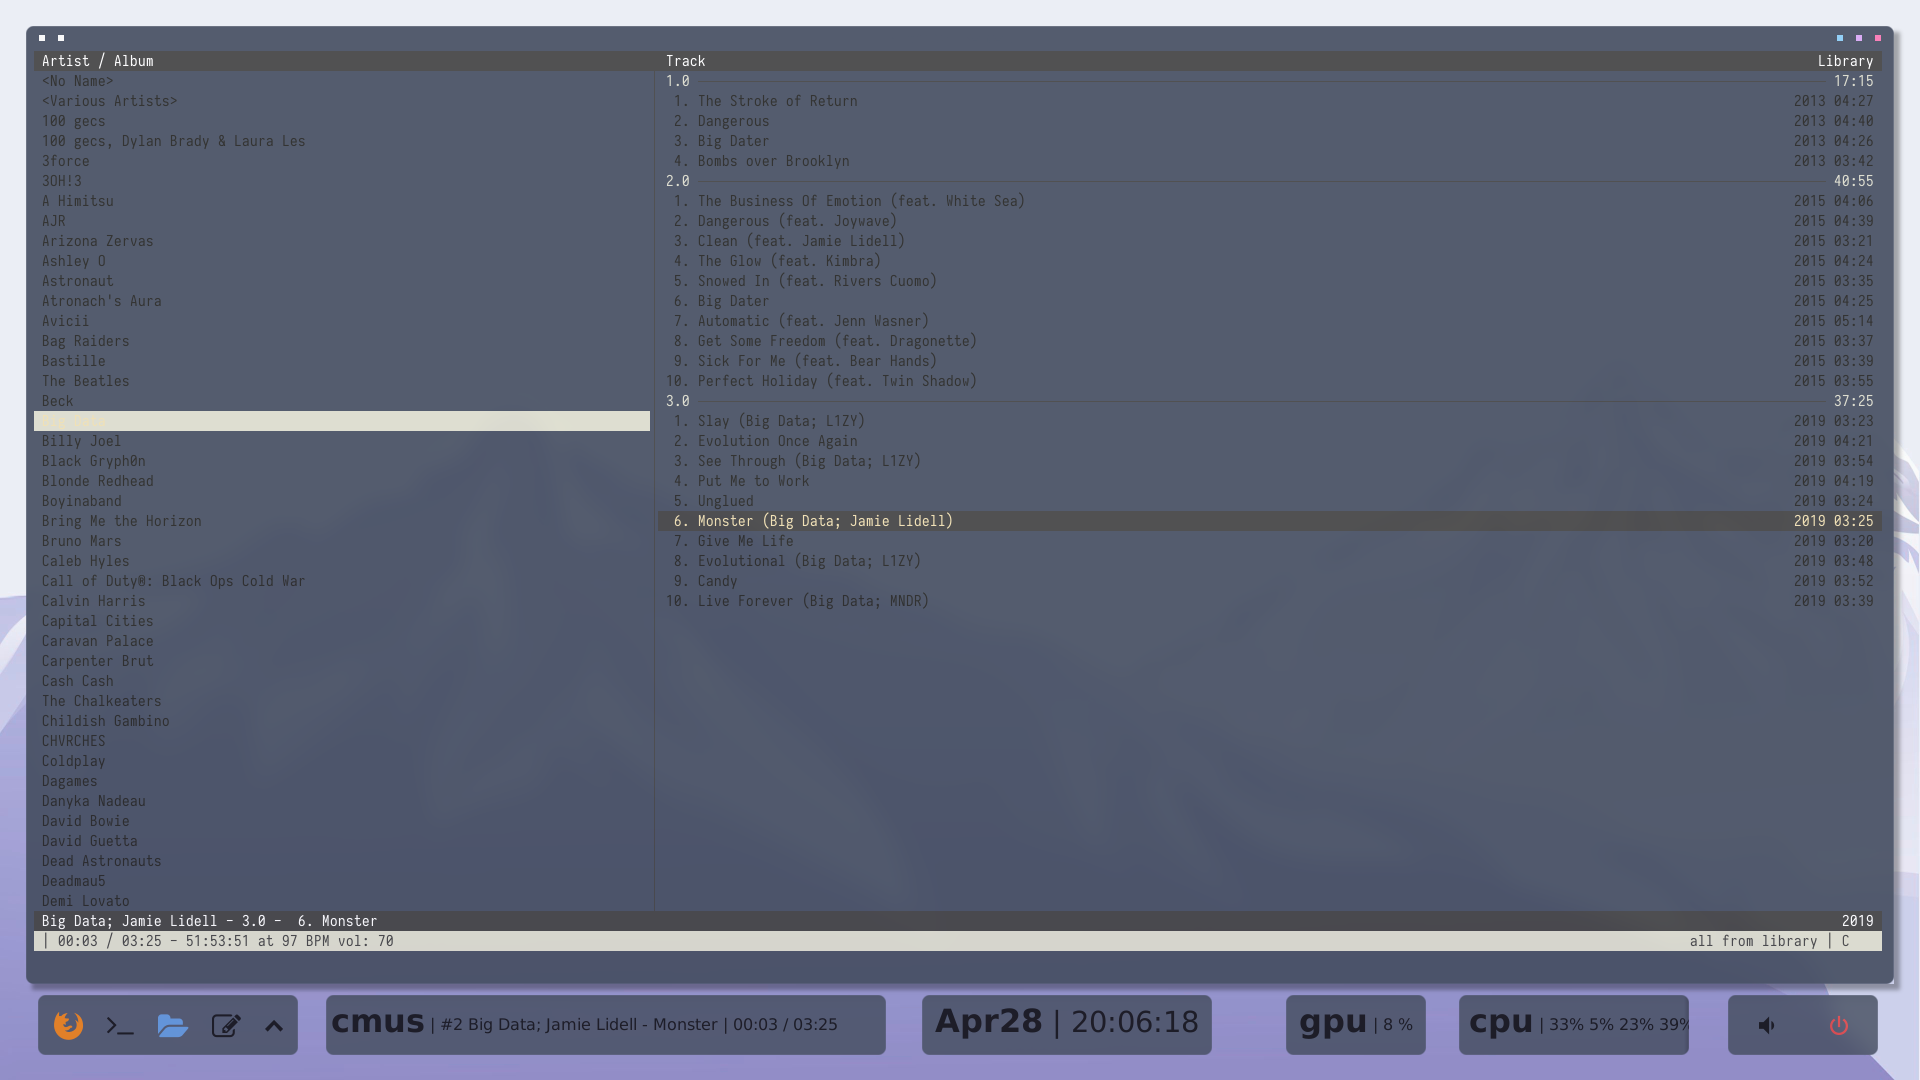 Artist / Album
<No Name>
<Various Artists>
100 gecs
100 gecs, Dylan Brady & Laura Les
3force
3OH!3
A Himitsu
AJR
Arizona Zervas
Ashley O
Astronaut
Atronach's Aura
Avicii
Bag Raiders
Bastille
The Beatles
Beck
Billy Joel
Black Gryph0n
Blonde Redhead
Boyinaband
Bring Me the Horizon
Bruno Mars
Caleb Hyles
Call of Duty®: Black Ops Cold War
Calvin Harris
Capital Cities
Caravan Palace
Carpenter Brut
Cash Cash
The Chalkeaters
Childish Gambino
CHVRCHES
Coldplay
Dagames
Danyka Nadeau
David Bowie
David Guetta
Dead Astronauts
Deadmau5
Demi Lovato
Track Library
1.0 17:15
1. The Stroke of Return 2013 04:27
2. Dangerous 2013 04:40
3. Big Dater 2013 04:26
4. Bombs over Brooklyn 2013 03:42
2.0 40:55
1. The Business Of Emotion (feat. White Sea) 2015 04:06
2. Dangerous (feat. Joywave) 2015 04:39
3. Clean (feat. Jamie Lidell) 2015 03:21
4. The Glow (feat. Kimbra) 2015 04:24
5. Snowed In (feat. Rivers Cuomo) 2015 03:35
6. Big Dater 2015 04:25
7. Automatic (feat. Jenn Wasner) 2015 05:14
8. Get Some Freedom (feat. Dragonette) 2015 03:37
9. Sick For Me (feat. Bear Hands) 2015 03:39
10. Perfect Holiday (feat. Twin Shadow) 2015 03:55
3.0 37:25
1. Slay (Big Data; L1ZY) 2019 03:23
2. Evolution Once Again 2019 04:21
3. See Through (Big Data; L1ZY) 2019 03:54
4. Put Me to Work 2019 04:19
5. Unglued 2019 03:24
6. Monster (Big Data; Jamie Lidell) 2019 03:25
7. Give Me Life 2019 03:20
8. Evolutional (Big Data; L1ZY) 2019 03:48
9. Candy 2019 03:52
10. Live Forever (Big Data; MNDR) 2019 03:39
Big Data; Jamie Lidell - 3.0 - 6. Monster 2019
| 00:03 / 03:25 - 51:53:51 at 97 BPM vol: 70 all from library | C
cmus | #2 Big Data; Jamie Lidell - Monster | 00:03 / 03:25
Apr28 | 20:06:18
gpu | 8 %
cpu | 33% 5% 23% 39%